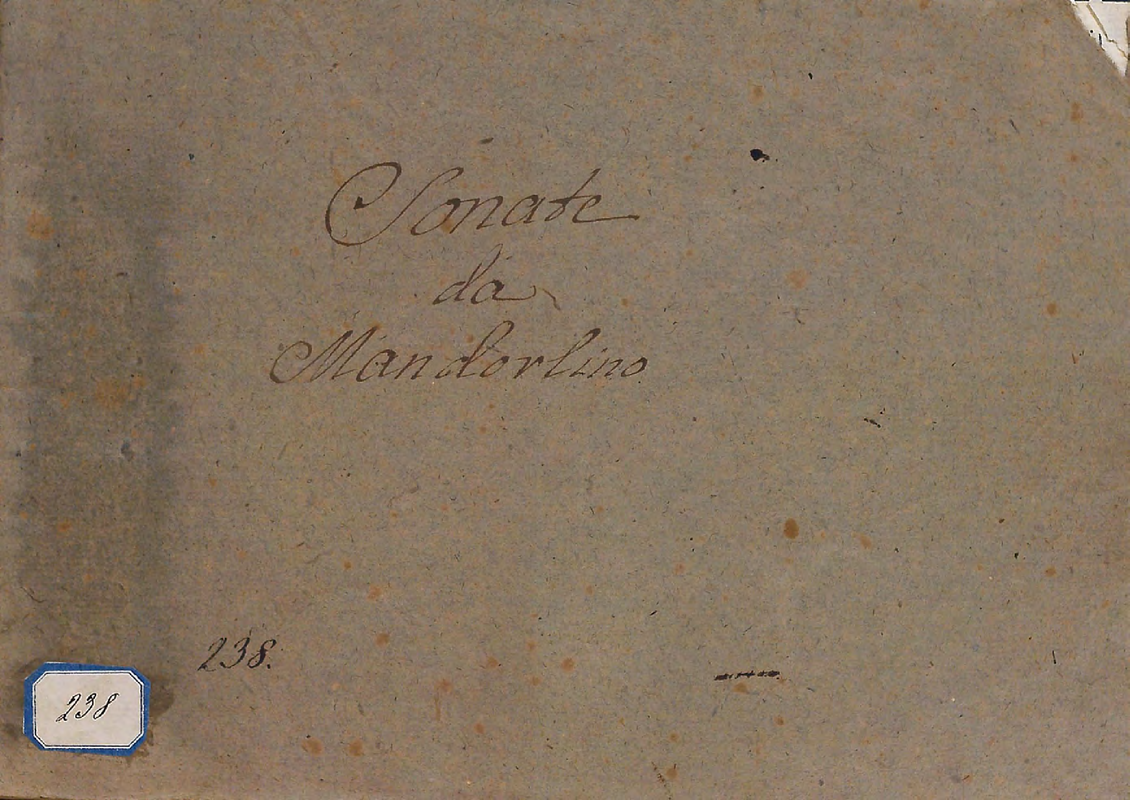 Sonate
da
Mandorlino
238.
238